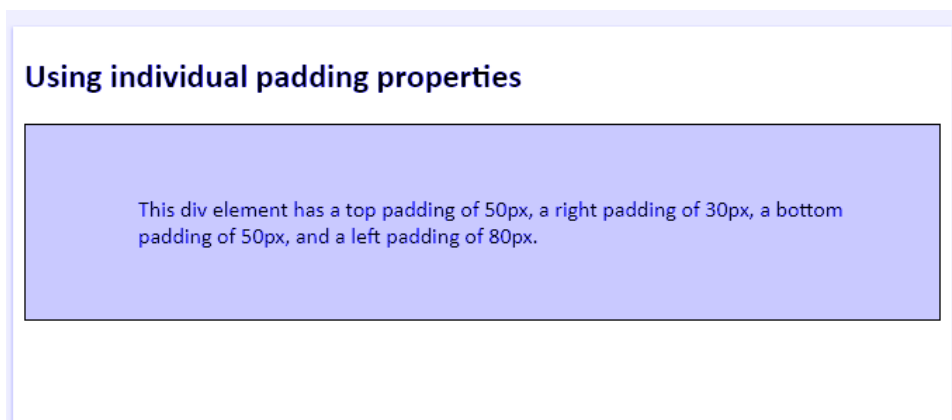 Using individual padding properties
This div element has a top padding of 50px, a right padding of 30px, a bottom
padding of 50px, and a left padding of 80px.